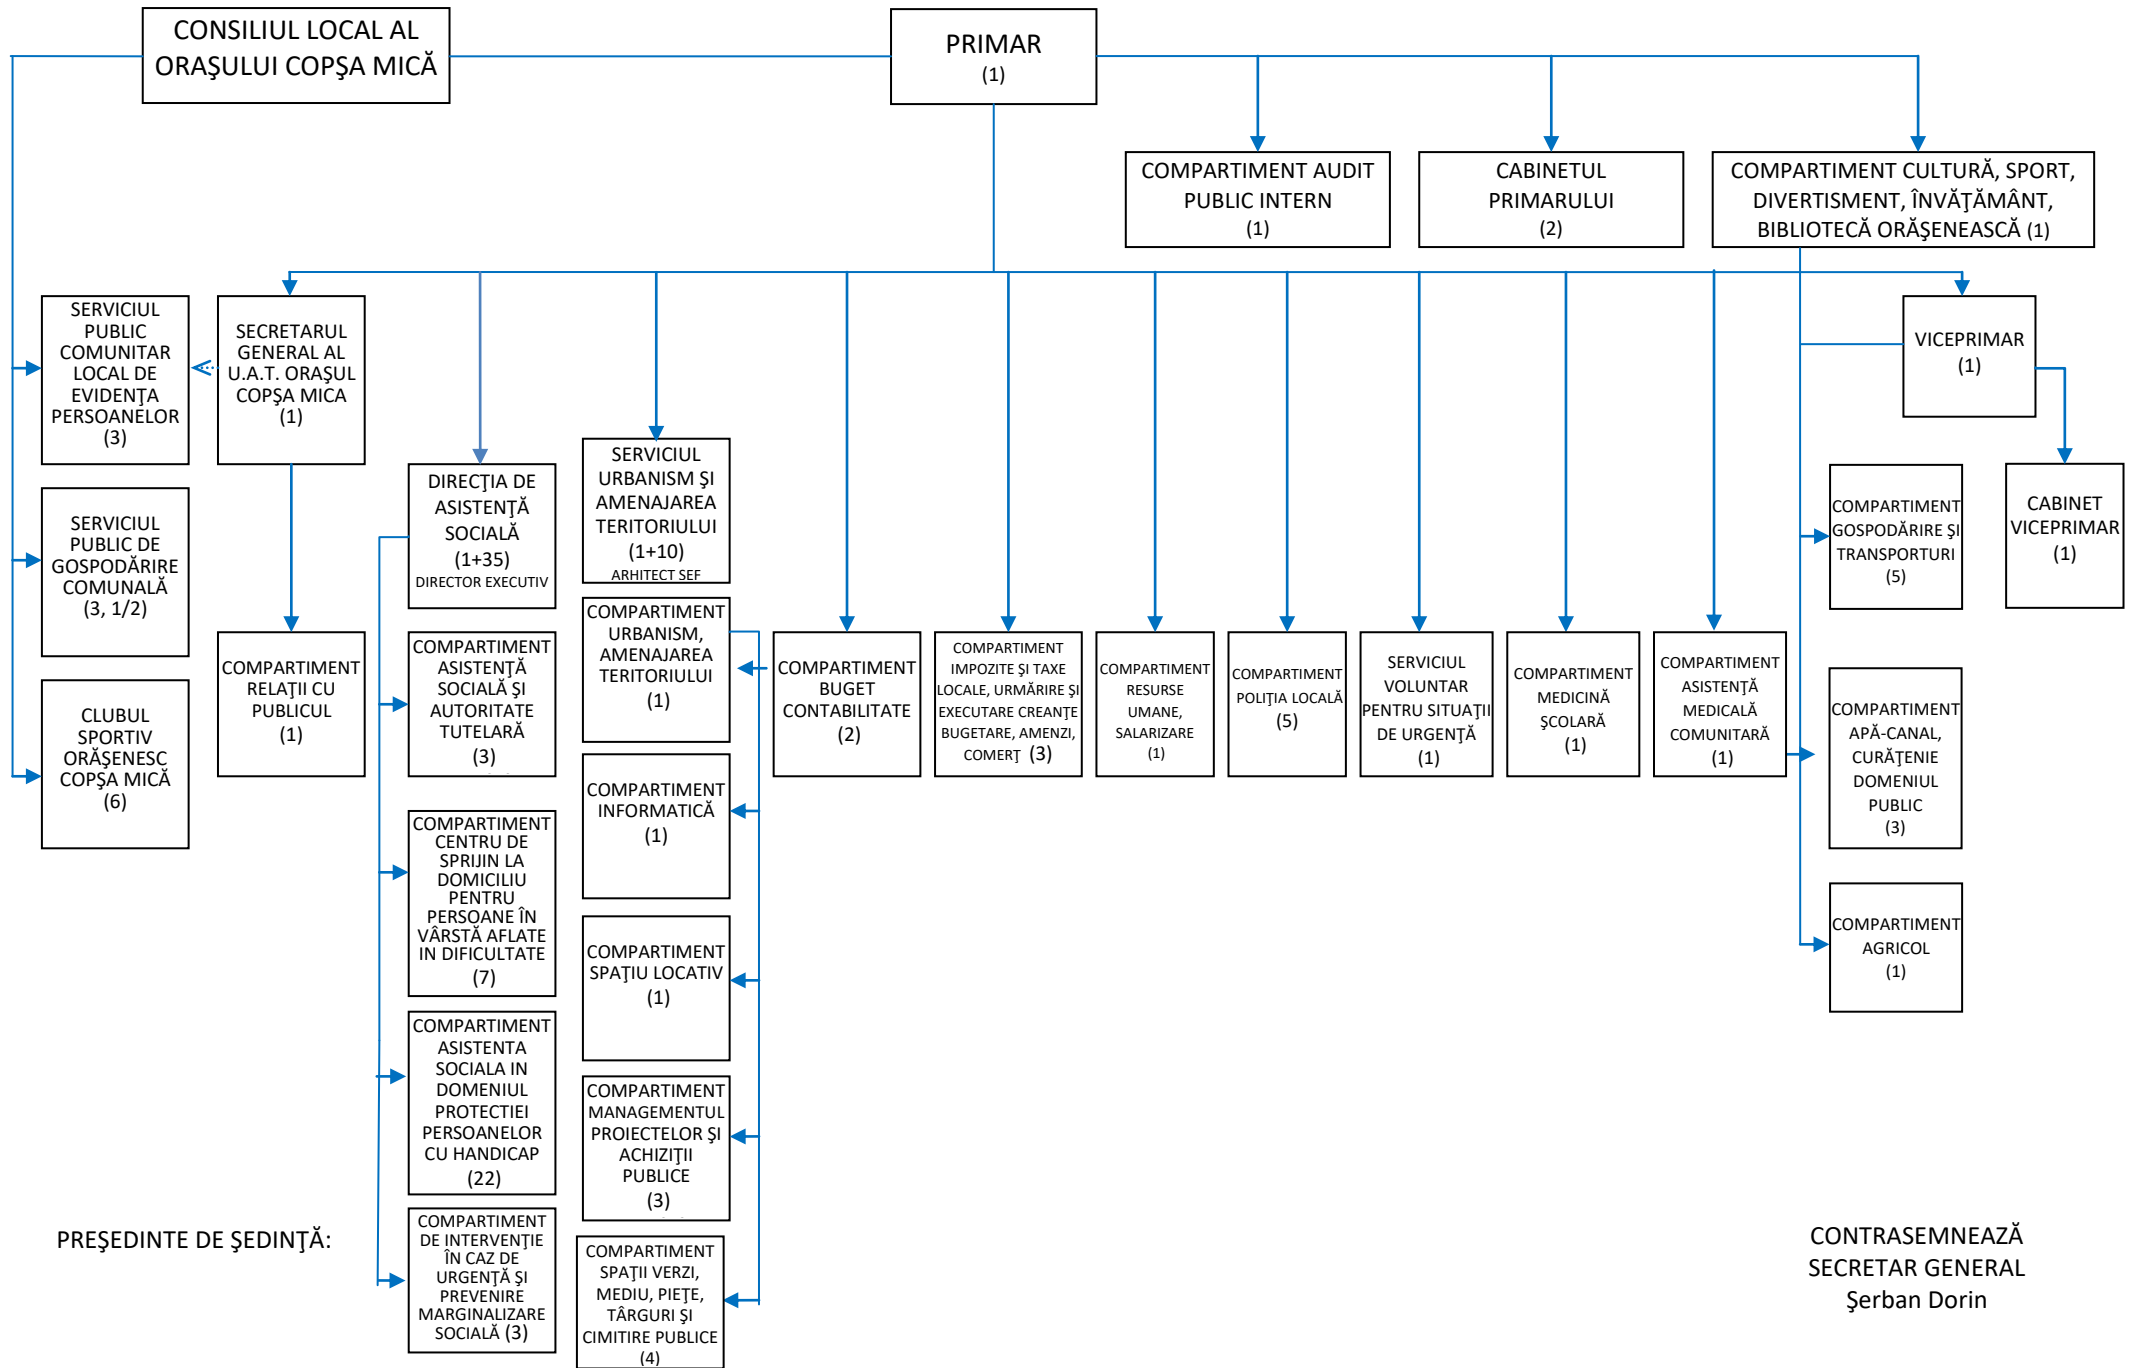 CONSILIUL LOCAL AL
ORAŞULUI COPŞA MICĂ
PRIMAR
(1)
COMPARTIMENT AUDIT
PUBLIC INTERN
(1)
CABINETUL
PRIMARULUI
(2)
COMPARTIMENT CULTURĂ, SPORT,
DIVERTISMENT, ÎNVĂŢĂMÂNT,
BIBLIOTECĂ ORĂŞENEASCĂ (1)
SERVICIUL
PUBLIC
COMUNITAR
LOCAL DE
EVIDENŢA
PERSOANELOR
(3)
SECRETARUL
GENERAL AL
U.A.T. ORAŞUL
COPŞA MICA
(1)
VICEPRIMAR
(1)
SERVICIUL
PUBLIC DE
GOSPODĂRIRE
COMUNALĂ
(3, 1/2)
DIRECŢIA DE
ASISTENŢĂ
SOCIALĂ
(1+35)
DIRECTOR EXECUTIV
SERVICIUL
URBANISM ŞI
AMENAJAREA
TERITORIULUI
(1+10)
ARHITECT SEF
COMPARTIMENT
GOSPODĂRIRE ŞI
TRANSPORTURI
(5)
CABINET
VICEPRIMAR
(1)
CLUBUL
SPORTIV
ORĂŞENESC
COPŞA MICĂ
(6)
COMPARTIMENT
RELAŢII CU
PUBLICUL
(1)
COMPARTIMENT
ASISTENŢĂ
SOCIALĂ ŞI
AUTORITATE
TUTELARĂ
(3)
COMPARTIMENT
URBANISM,
AMENAJAREA
TERITORIULUI
(1)
COMPARTIMENT
BUGET
CONTABILITATE
(2)
COMPARTIMENT
IMPOZITE ŞI TAXE
LOCALE, URMĂRIRE ŞI
EXECUTARE CREANŢE
BUGETARE, AMENZI,
COMERŢ (3)
COMPARTIMENT
RESURSE
UMANE,
SALARIZARE
(1)
COMPARTIMENT
POLIŢIA LOCALĂ
(5)
SERVICIUL
VOLUNTAR
PENTRU SITUAŢII
DE URGENŢĂ
(1)
COMPARTIMENT
MEDICINĂ
ŞCOLARĂ
(1)
COMPARTIMENT
ASISTENŢĂ
MEDICALĂ
COMUNITARĂ
(1)
COMPARTIMENT
APĂ-CANAL,
CURĂŢENIE
DOMENIUL
PUBLIC
(3)
COMPARTIMENT
CENTRU DE
SPRIJIN LA
DOMICILIU
PENTRU
PERSOANE ÎN
VÂRSTĂ AFLATE
IN DIFICULTATE
(7)
COMPARTIMENT
INFORMATICĂ
(1)
COMPARTIMENT
SPAŢIU LOCATIV
(1)
COMPARTIMENT
AGRICOL
(1)
COMPARTIMENT
ASISTENTA
SOCIALA IN
DOMENIUL
PROTECTIEI
PERSOANELOR
CU HANDICAP
(22)
COMPARTIMENT
MANAGEMENTUL
PROIECTELOR ŞI
ACHIZIŢII
PUBLICE
(3)
COMPARTIMENT
DE INTERVENŢIE
ÎN CAZ DE
URGENŢĂ ŞI
PREVENIRE
MARGINALIZARE
SOCIALĂ (3)
COMPARTIMENT
SPAŢII VERZI,
MEDIU, PIEŢE,
TÂRGURI ŞI
CIMITIRE PUBLICE
(4)
PREŞEDINTE DE ŞEDINŢĂ:
CONTRASEMNEAZĂ
SECRETAR GENERAL
Şerban Dorin